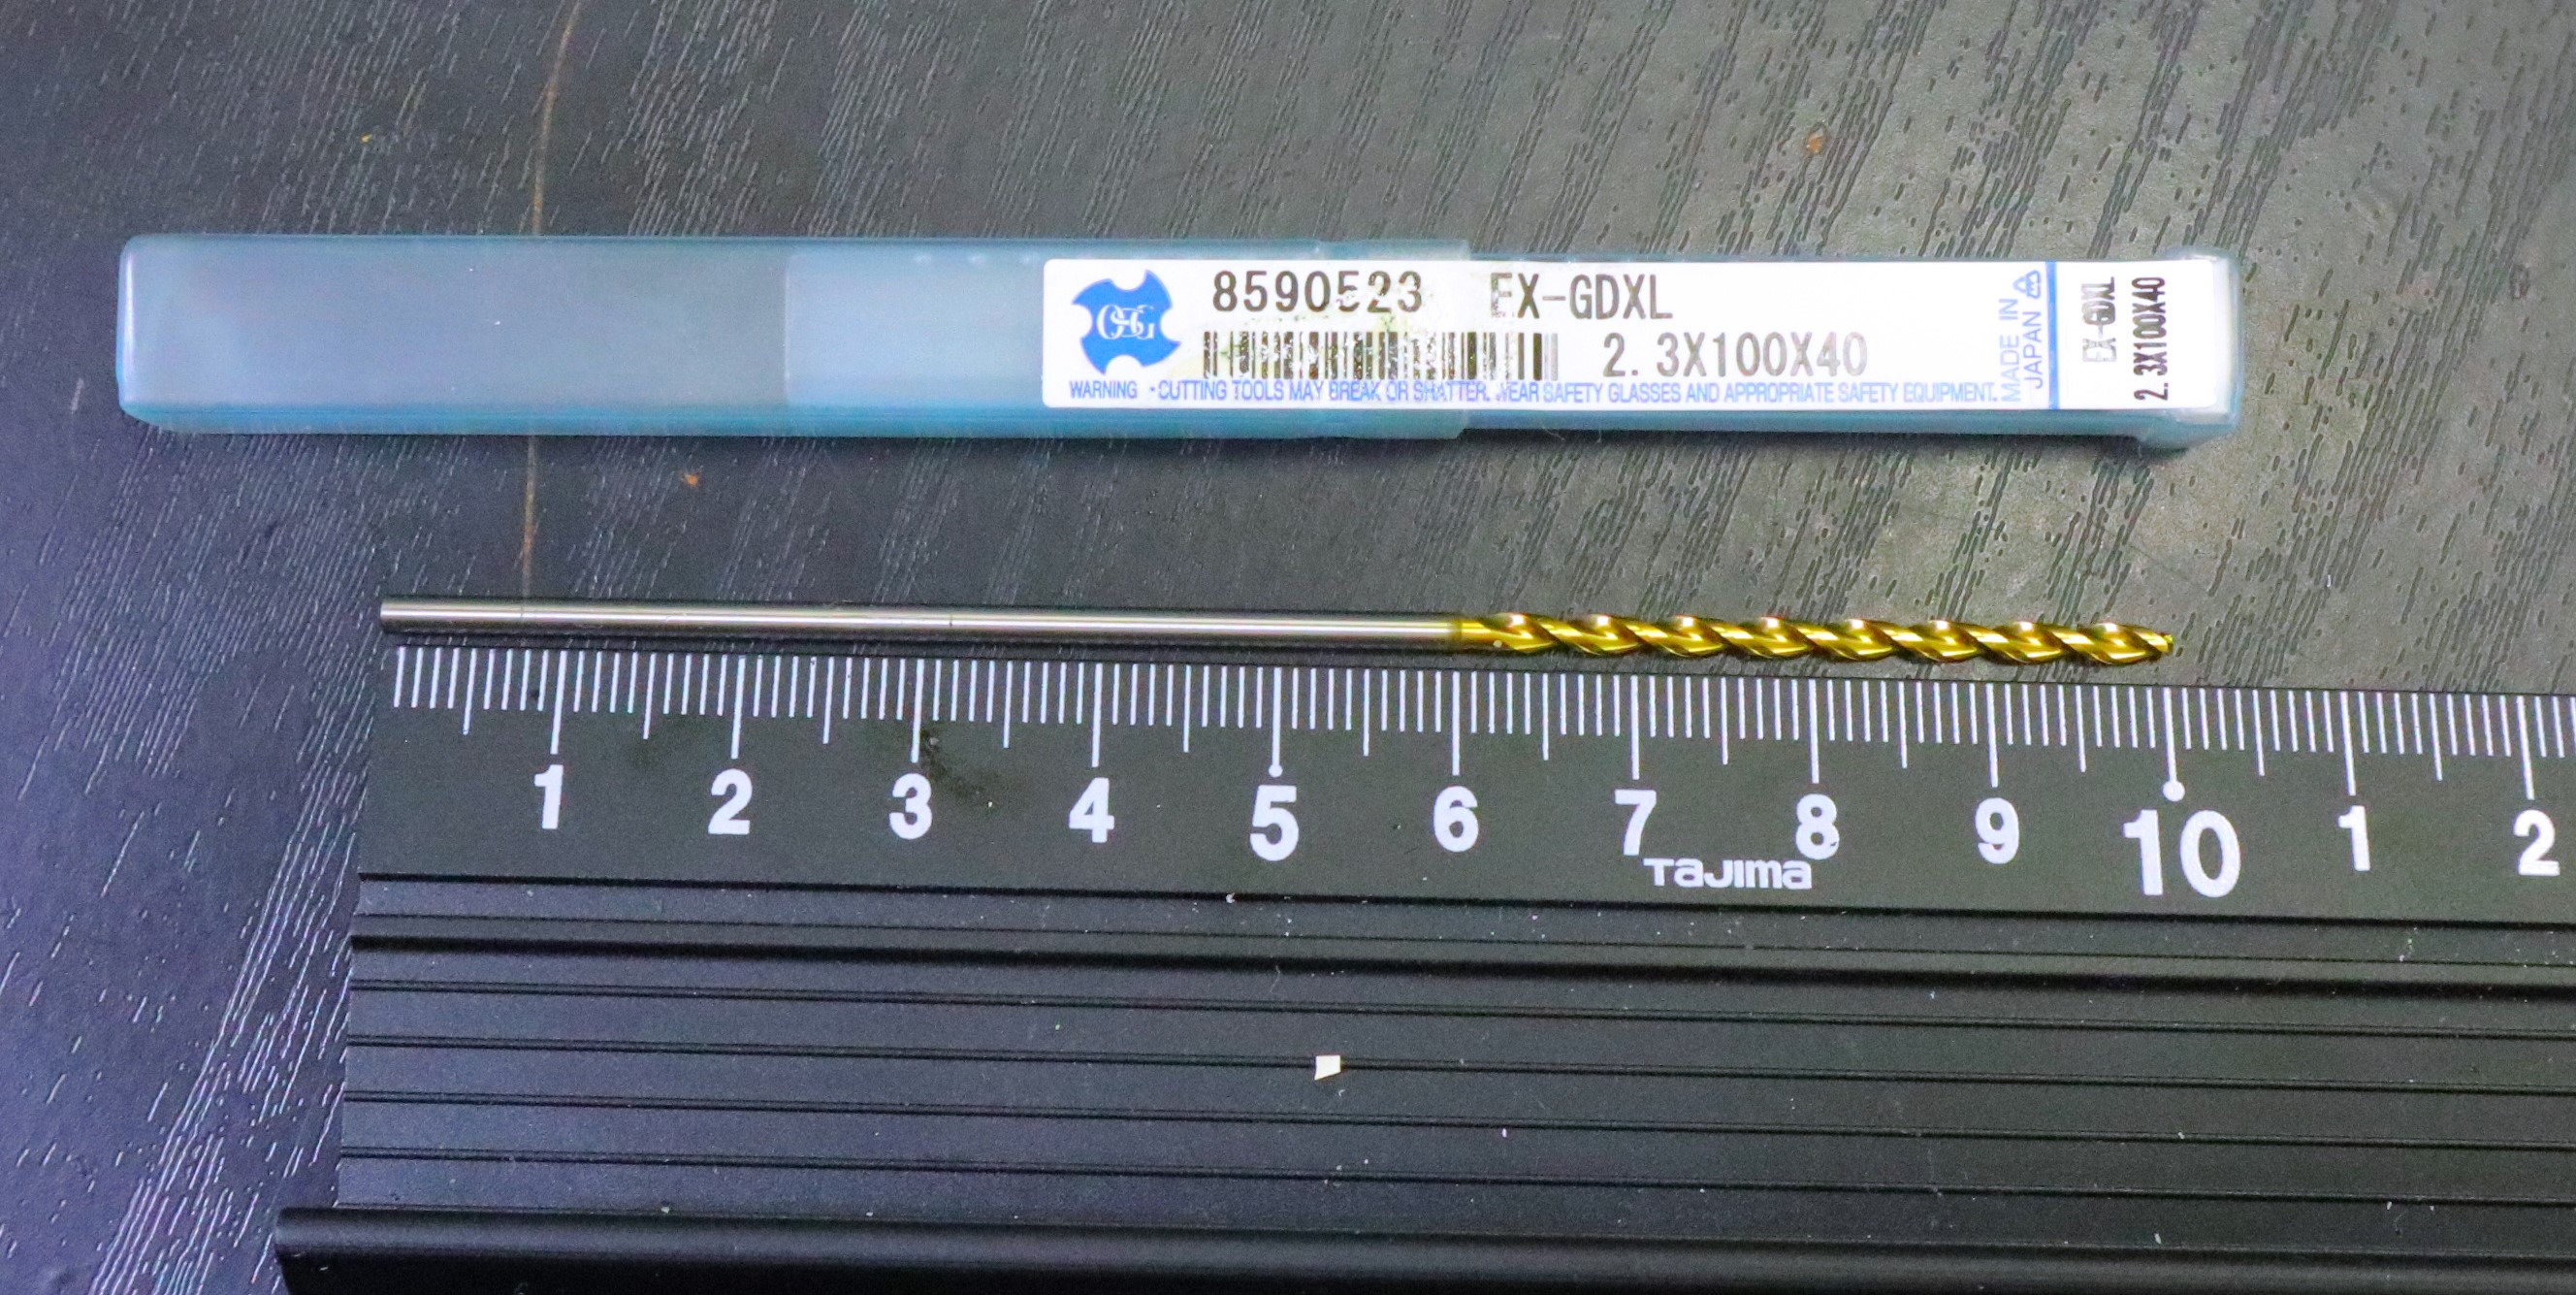 OSG
8590523 EX-GDXL
2.3X100X40
WARNING ・CUTTING TOOLS MAY BREAK OR SHATTER. WEAR SAFETY GLASSES AND APPROPRIATE SAFETY EQUIPMENT.
MADE IN
JAPAN
EX-GDXL
2.3X100X40
1 2 3 4 5 6 7 8 9 10 1 2
TaJIma